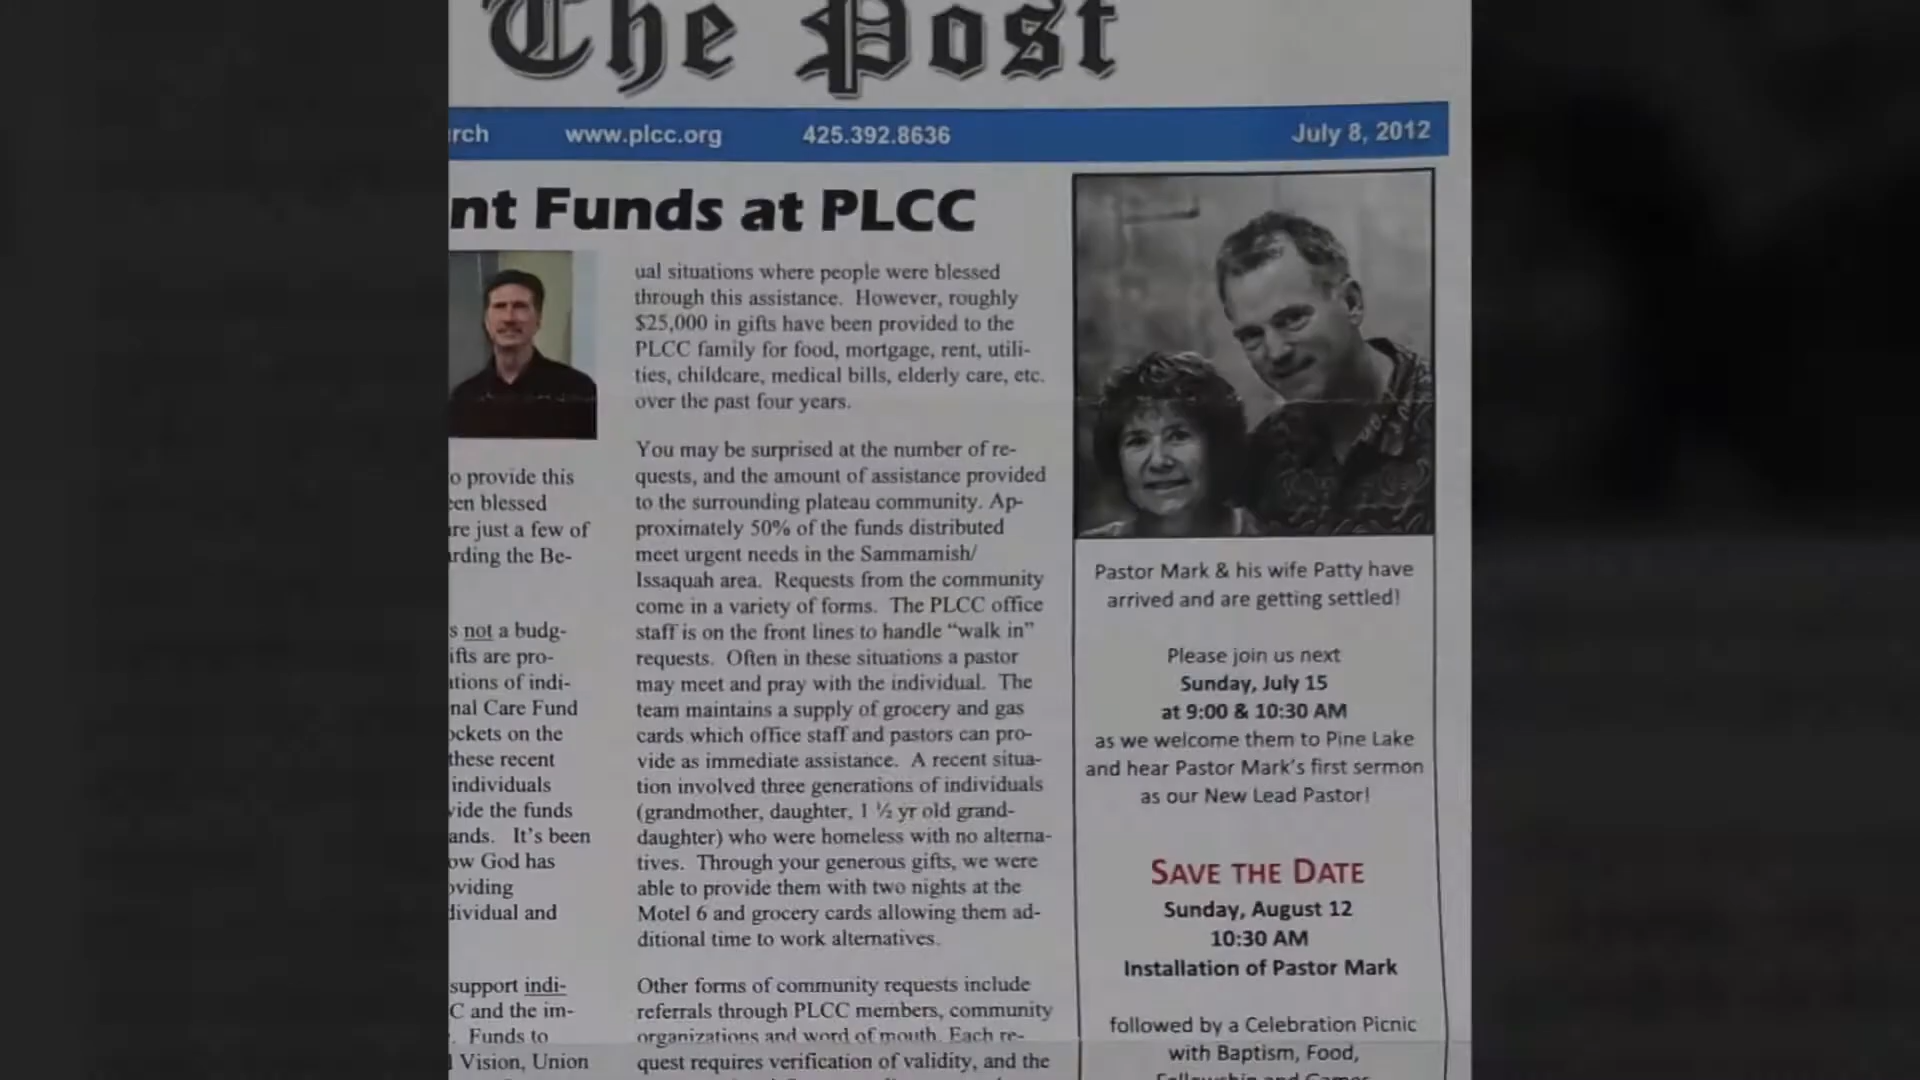 The Post
www.plcc.org 425.392.8636 July 8, 2012
nt Funds at PLCC
o provide this
een blessed
re just a few of
rding the Be-
s not a budg-
ifts are pro-
ations of indi-
nal Care Fund
ockets on the
these recent
individuals
vide the funds
ands. It's been
ow God has
oviding
dividual and
support indi-
C and the im-
. Funds to
l Vision, Union
ual situations where people were blessed
through this assistance. However, roughly
$25,000 in gifts have been provided to the
PLCC family for food, mortgage, rent, utili-
ties, childcare, medical bills, elderly care, etc.
over the past four years.
You may be surprised at the number of re-
quests, and the amount of assistance provided
to the surrounding plateau community. Ap-
proximately 50% of the funds distributed
meet urgent needs in the Sammamish/
Issaquah area. Requests from the community
come in a variety of forms. The PLCC office
staff is on the front lines to handle “walk in”
requests. Often in these situations a pastor
may meet and pray with the individual. The
team maintains a supply of grocery and gas
cards which office staff and pastors can pro-
vide as immediate assistance. A recent situa-
tion involved three generations of individuals
(grandmother, daughter, 1 ½ yr old grand-
daughter) who were homeless with no alterna-
tives. Through your generous gifts, we were
able to provide them with two nights at the
Motel 6 and grocery cards allowing them ad-
ditional time to work alternatives.
Other forms of community requests include
referrals through PLCC members, community
organizations and word of mouth. Each re-
quest requires verification of validity, and the
Pastor Mark & his wife Patty have
arrived and are getting settled!
Please join us next
Sunday, July 15
at 9:00 & 10:30 AM
as we welcome them to Pine Lake
and hear Pastor Mark's first sermon
as our New Lead Pastor!
SAVE THE DATE
Sunday, August 12
10:30 AM
Installation of Pastor Mark
followed by a Celebration Picnic
with Baptism, Food,